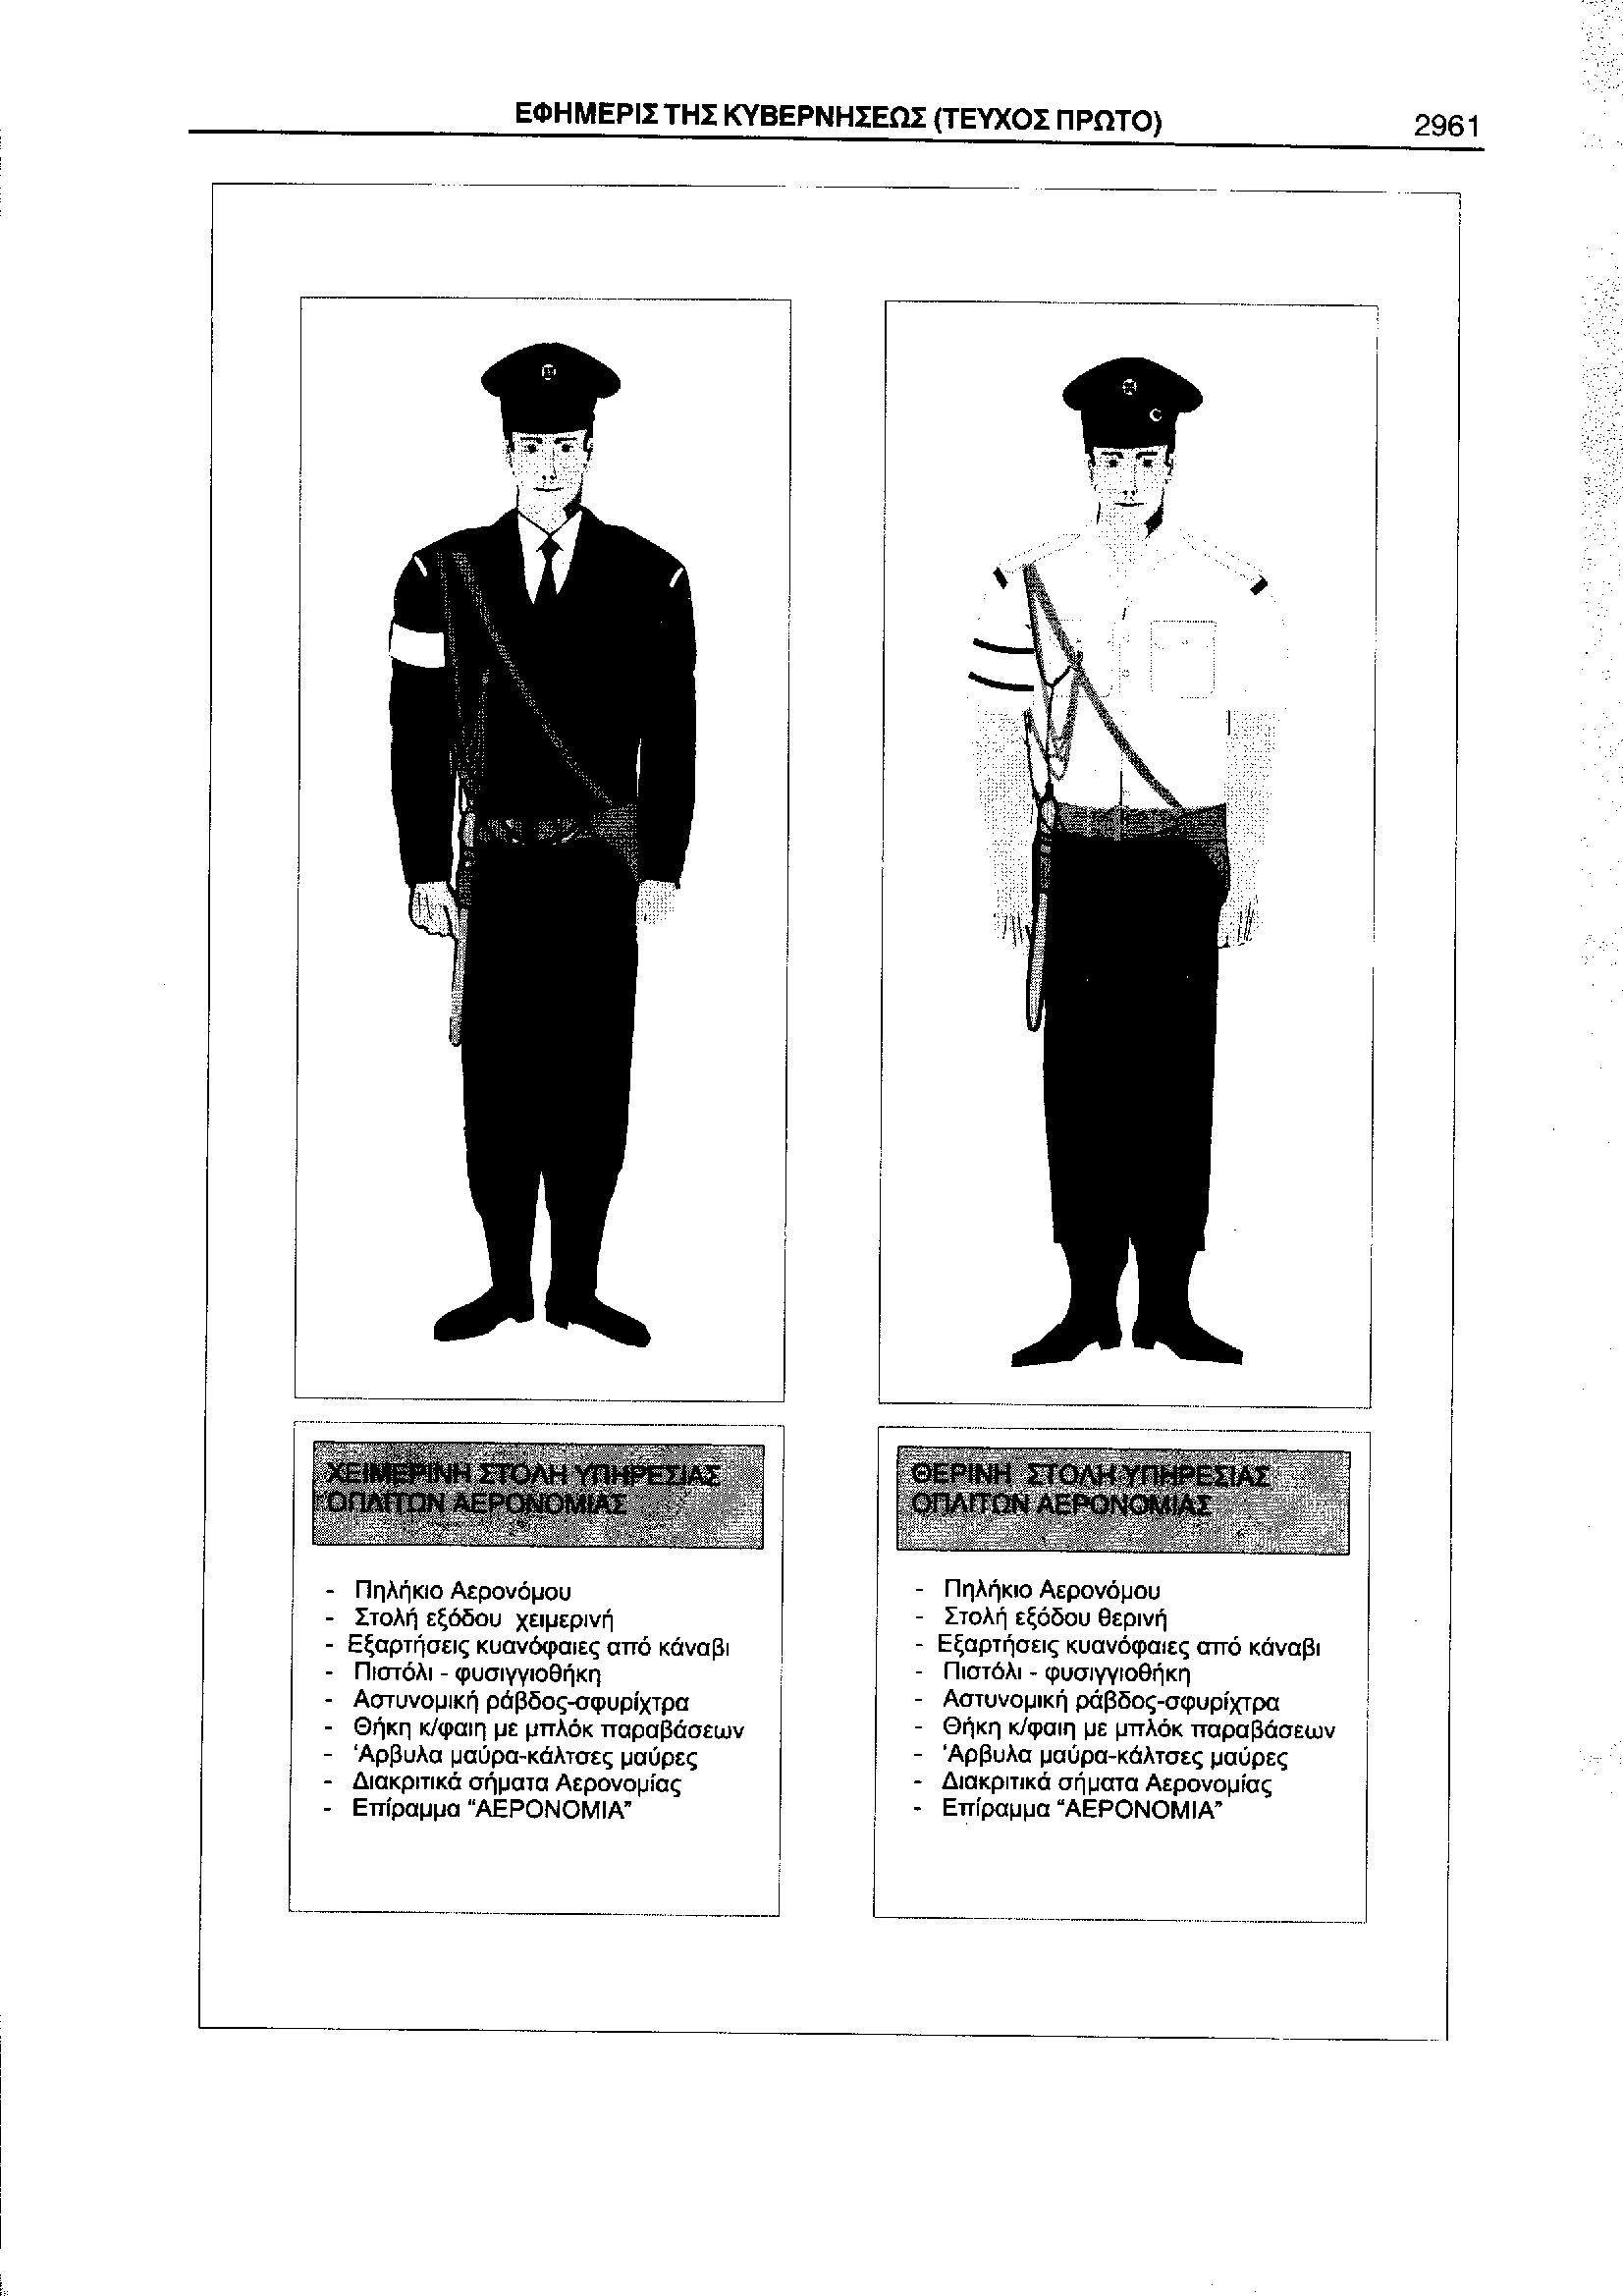 ΕΦΗΜΕΡΙΣ ΤΗΣ ΚΥΒΕΡΝΗΣΕΩΣ (ΤΕΥΧΟΣ ΠΡΩΤΟ)
2961
ΧΕΙΜΕΡΙΝΗ ΣΤΟΛΗ ΥΠΗΡΕΣΙΑΣ
ΟΠΛΙΤΩΝ ΑΕΡΟΝΟΜΙΑΣ
- Πηλήκιο Αερονόμου
- Στολή εξόδου χειμερινή
- Εξαρτήσεις κυανόφαιες από κάναβι
- Πιστόλι - φυσιγγιοθήκη
- Αστυνομική ράβδος-σφυρίχτρα
- Θήκη κ/φαιη με μπλόκ παραβάσεων
- 'Αρβυλα μαύρα-κάλτσες μαύρες
- Διακριτικά σήματα Αερονομίας
- Επίραμμα "ΑΕΡΟΝΟΜΙΑ"
ΘΕΡΙΝΗ ΣΤΟΛΗ ΥΠΗΡΕΣΙΑΣ
ΟΠΛΙΤΩΝ ΑΕΡΟΝΟΜΙΑΣ
- Πηλήκιο Αερονόμου
- Στολή εξόδου θερινή
- Εξαρτήσεις κυανόφαιες από κάναβι
- Πιστόλι - φυσιγγιοθήκη
- Αστυνομική ράβδος-σφυρίχτρα
- Θήκη κ/φαιη με μπλόκ παραβάσεων
- 'Αρβυλα μαύρα-κάλτσες μαύρες
- Διακριτικά σήματα Αερονομίας
- Επίραμμα "ΑΕΡΟΝΟΜΙΑ"